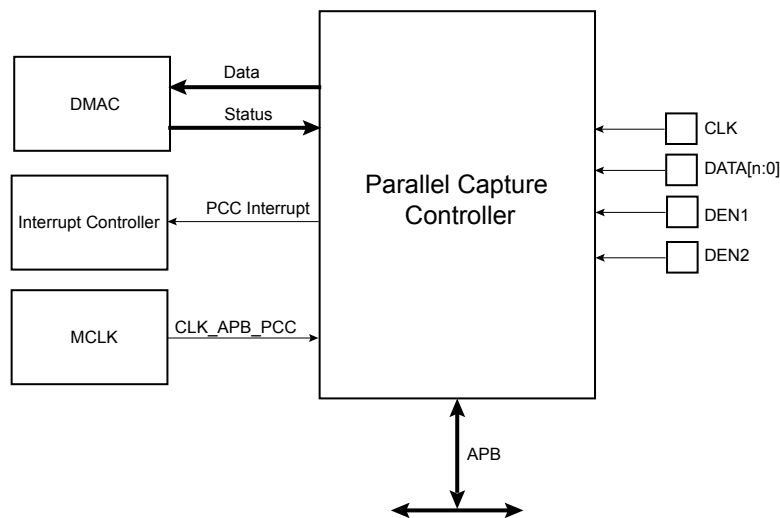 DMAC
Data
Status
Interrupt Controller
PCC Interrupt
MCLK
CLK_APB_PCC
Parallel Capture
Controller
CLK
DATA[n:0]
DEN1
DEN2
APB